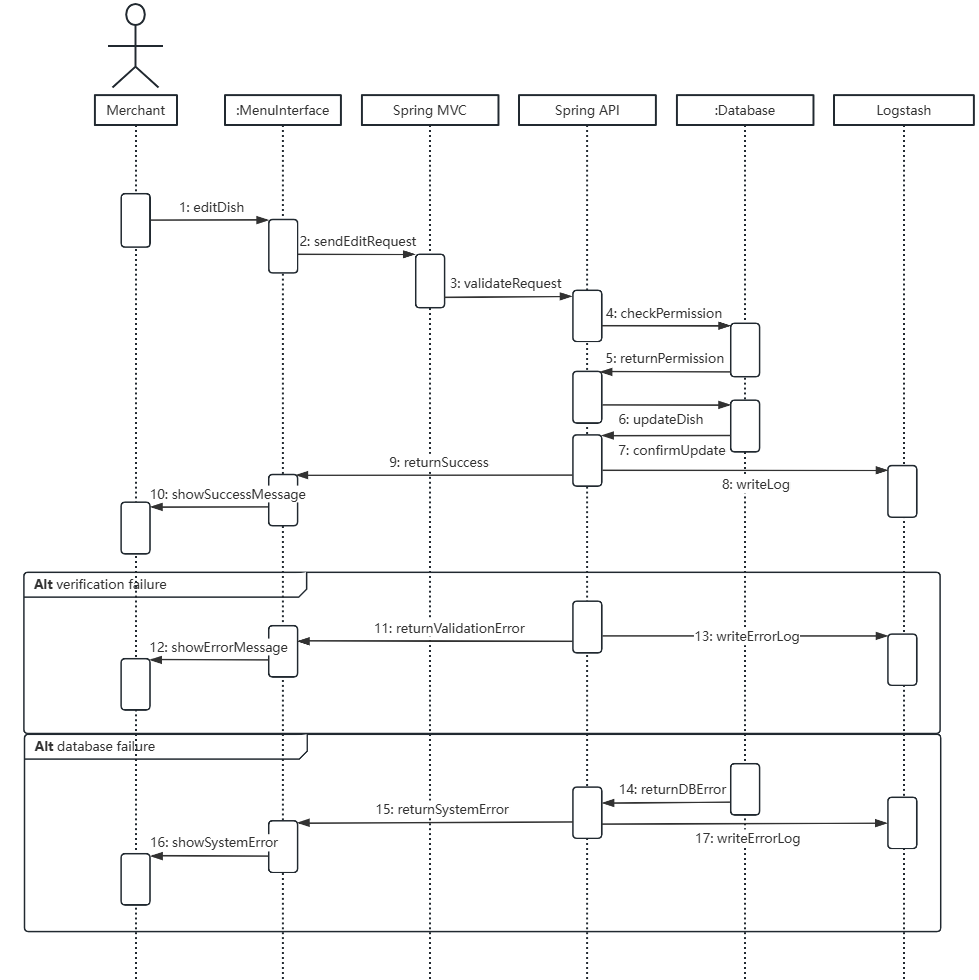 Merchant
:MenuInterface
Spring MVC
Spring API
:Database
Logstash
1: editDish
2: sendEditRequest
3: validateRequest
4: checkPermission
5: returnPermission
6: updateDish
7: confirmUpdate
9: returnSuccess
8: writeLog
10: showSuccessMessage
Alt verification failure
11: returnValidationError
13: writeErrorLog
12: showErrorMessage
Alt database failure
14: returnDBError
15: returnSystemError
17: writeErrorLog
16: showSystemError